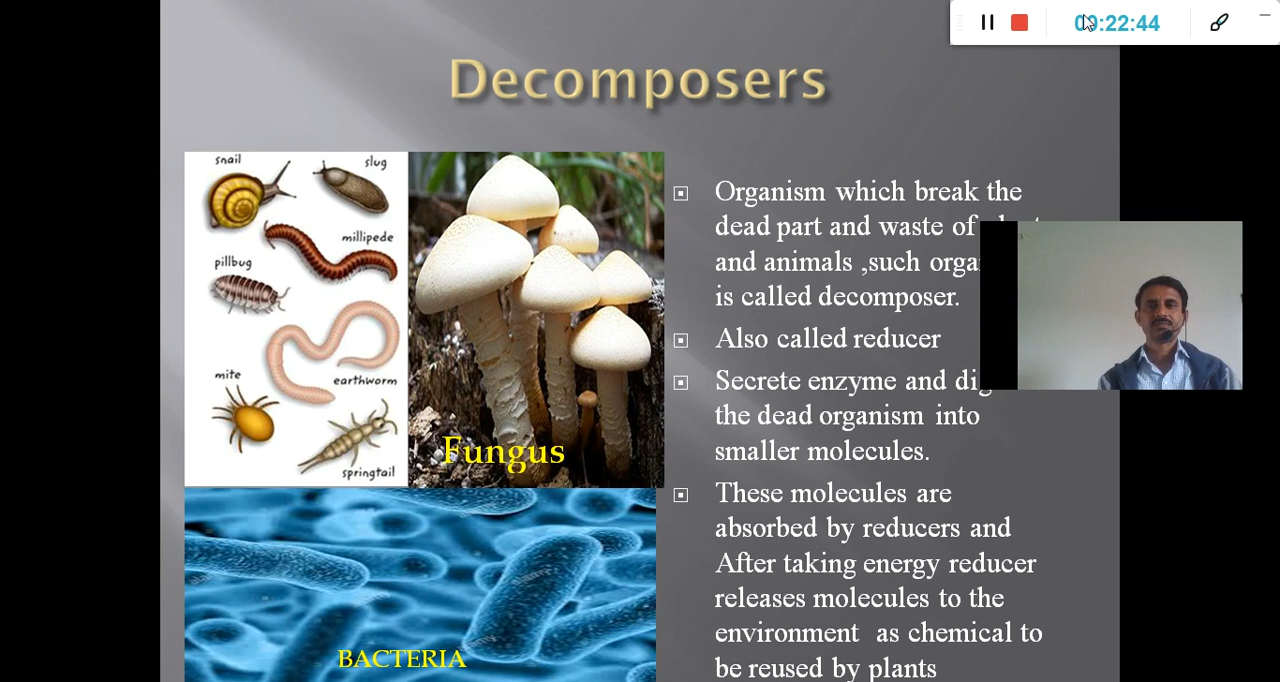 00:22:44
Decomposers
snail
slug
millipede
pillbug
mite
earthworm
springtail
Fungus
BACTERIA
Organism which break the
dead part and waste of
and animals ,such
is called decomposer.
Also called reducer
Secrete enzyme and
the dead organism into
smaller molecules.
These molecules are
absorbed by reducers and
After taking energy reducer
releases molecules to the
environment as chemical to
be reused by plants